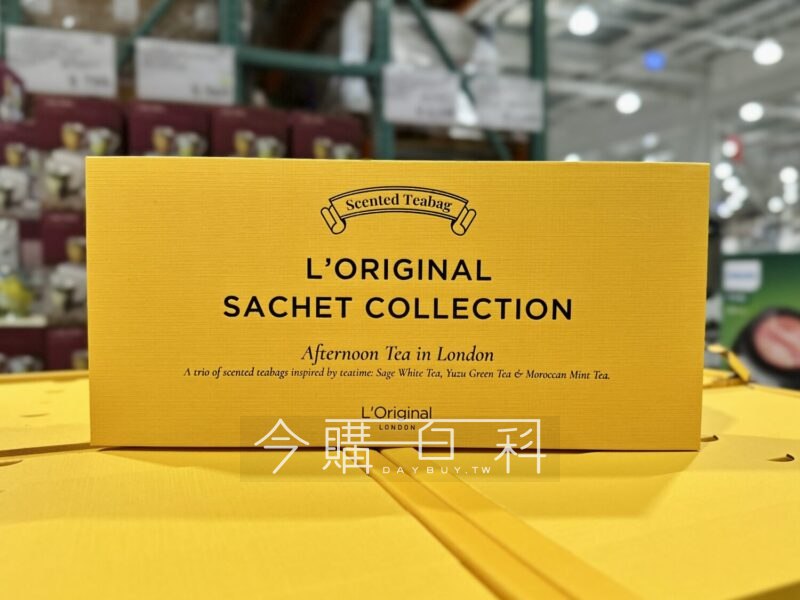 Scented Teabag
L'ORIGINAL
SACHET COLLECTION
Afternoon Tea in London
A trio of scented teabags inspired by teatime: Sage White Tea, Yuzu Green Tea & Moroccan Mint Tea.
L'Original
LONDON
今購百科
DAYBUY.TW